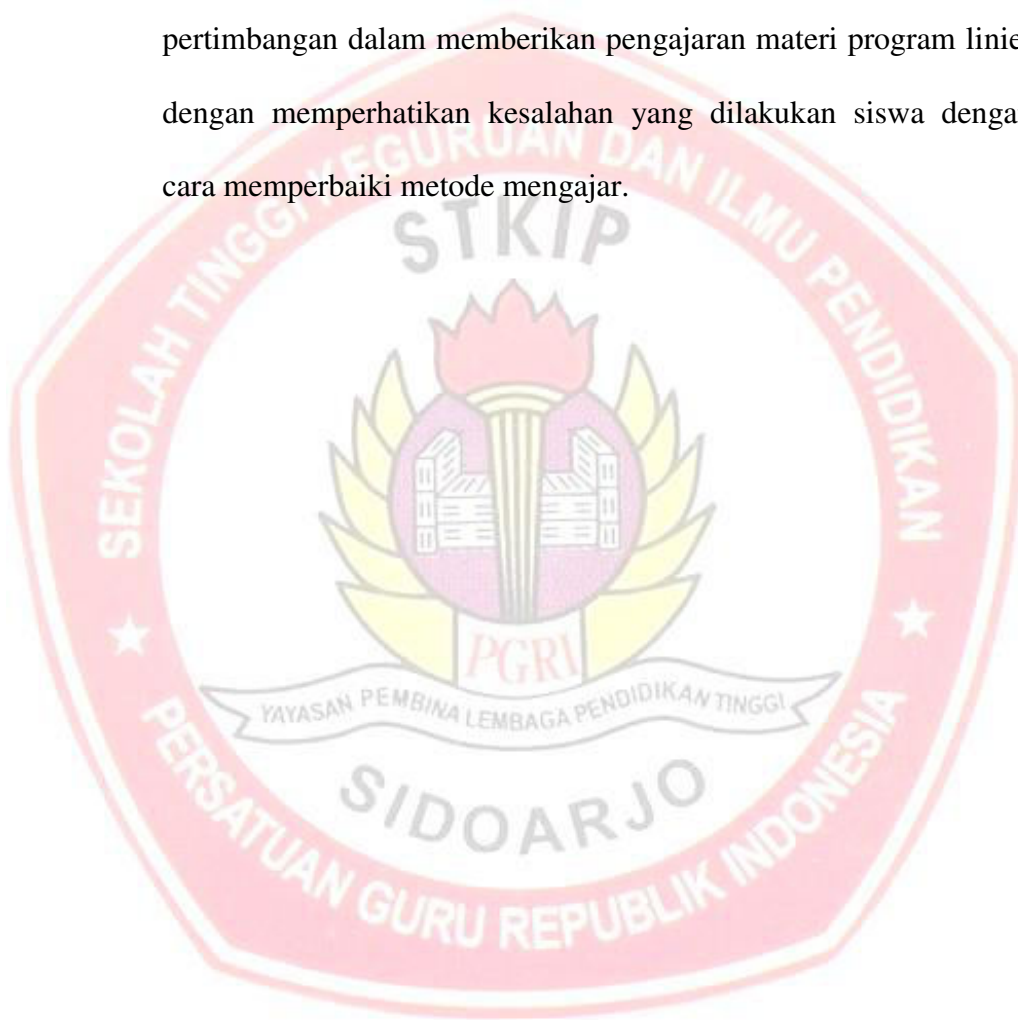 pertimbangan dalam memberikan pengajaran materi program linie
dengan memperhatikan kesalahan yang dilakukan siswa denga
cara memperbaiki metode mengajar.
SEKOLAH TINGGI KEGURUAN DAN ILMU PENDIDIKAN
STKIP
PGRI
YAYASAN PEMBINA LEMBAGA PENDIDIKAN TINGGI
SIDOARJO
PERSATUAN GURU REPUBLIK INDONESIA